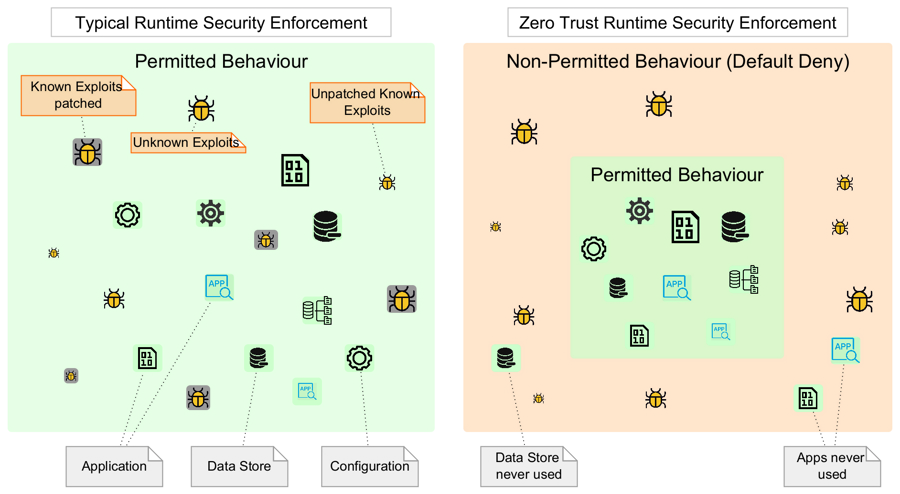 Typical Runtime Security Enforcement
Zero Trust Runtime Security Enforcement
Permitted Behaviour
Known Exploits
patched
Unknown Exploits
Unpatched Known
Exploits
01
10
APP
01
10
APP
Application
Data Store
Configuration
Non-Permitted Behaviour (Default Deny)
Permitted Behaviour
01
10
APP
APP
01
10
APP
01
10
Data Store
never used
Apps never
used